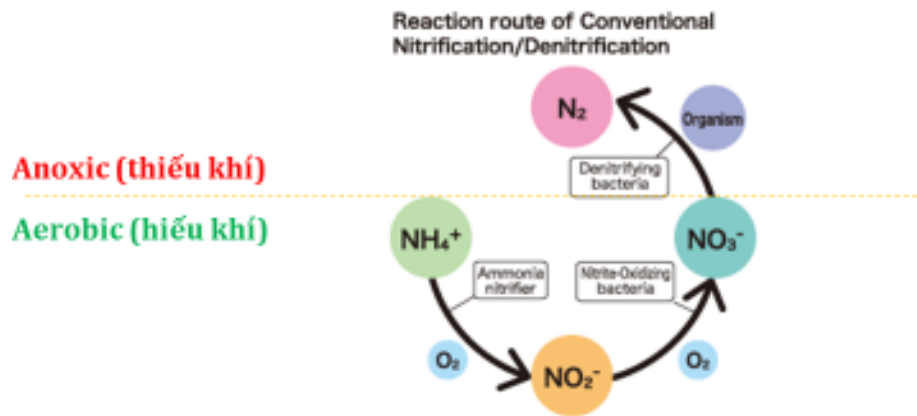 Reaction route of Conventional
Nitrification/Denitrification
N₂
Organism
Denitrifying
bacteria
Anoxic (thiếu khí)
Aerobic (hiếu khí)
NH₄⁺
NO₃⁻
Ammonia
nitrifier
Nitrite-Oxidizing
bacteria
O₂
O₂
NO₂⁻